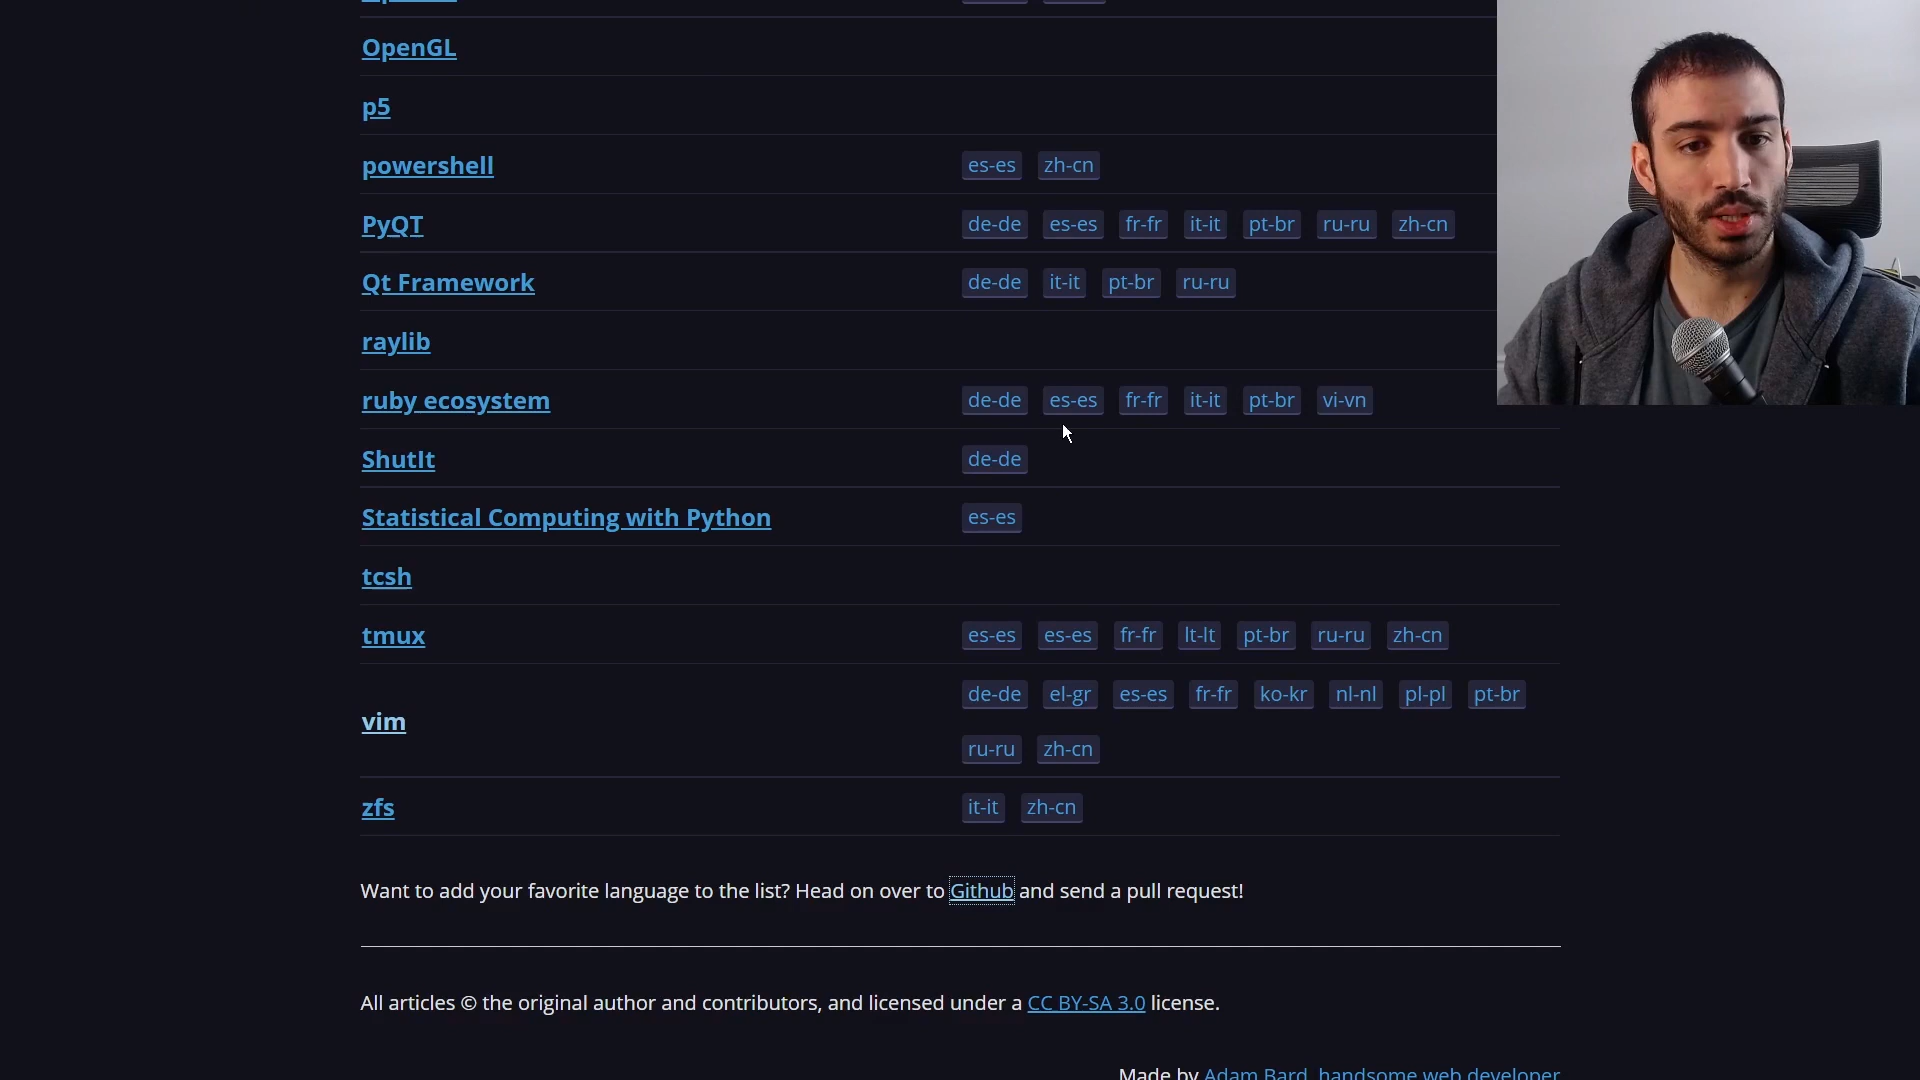 OpenGL
p5
powershell es-es zh-cn
PyQT de-de es-es fr-fr it-it pt-br ru-ru zh-cn
Qt Framework de-de it-it pt-br ru-ru
raylib
ruby ecosystem de-de es-es fr-fr it-it pt-br vi-vn
ShutIt de-de
Statistical Computing with Python es-es
tcsh
tmux es-es es-es fr-fr lt-lt pt-br ru-ru zh-cn
vim de-de el-gr es-es fr-fr ko-kr nl-nl pl-pl pt-br
ru-ru zh-cn
zfs it-it zh-cn
Want to add your favorite language to the list? Head on over to Github and send a pull request!
All articles © the original author and contributors, and licensed under a CC BY-SA 3.0 license.
Made by Adam Bard, handsome web developer